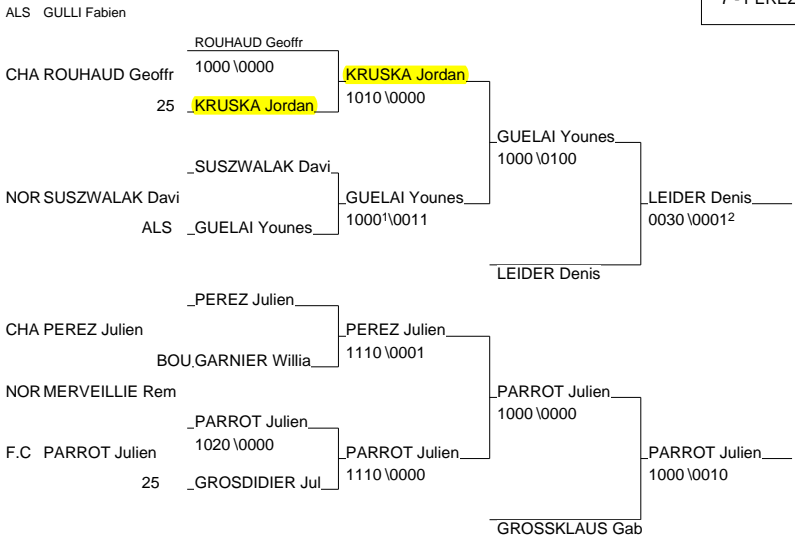 7 - PEREZ
ALS GULLI Fabien
ROUHAUD Geoffr
CHA ROUHAUD Geoffr
1000 \0000
KRUSKA Jordan
25 KRUSKA Jordan
1010 \0000
GUELAI Younes
1000 \0100
SUSZWALAK Davi
NOR SUSZWALAK Davi
GUELAI Younes
1000¹\0011
LEIDER Denis
0030 \0001²
ALS GUELAI Younes
LEIDER Denis
PEREZ Julien
CHA PEREZ Julien
PEREZ Julien
1110 \0001
BOU GARNIER Willia
NOR MERVEILLIE Rem
PARROT Julien
1000 \0000
PARROT Julien
1020 \0000
F.C PARROT Julien
PARROT Julien
1110 \0000
PARROT Julien
1000 \0010
25 GROSDIDIER Jul
GROSSKLAUS Gab